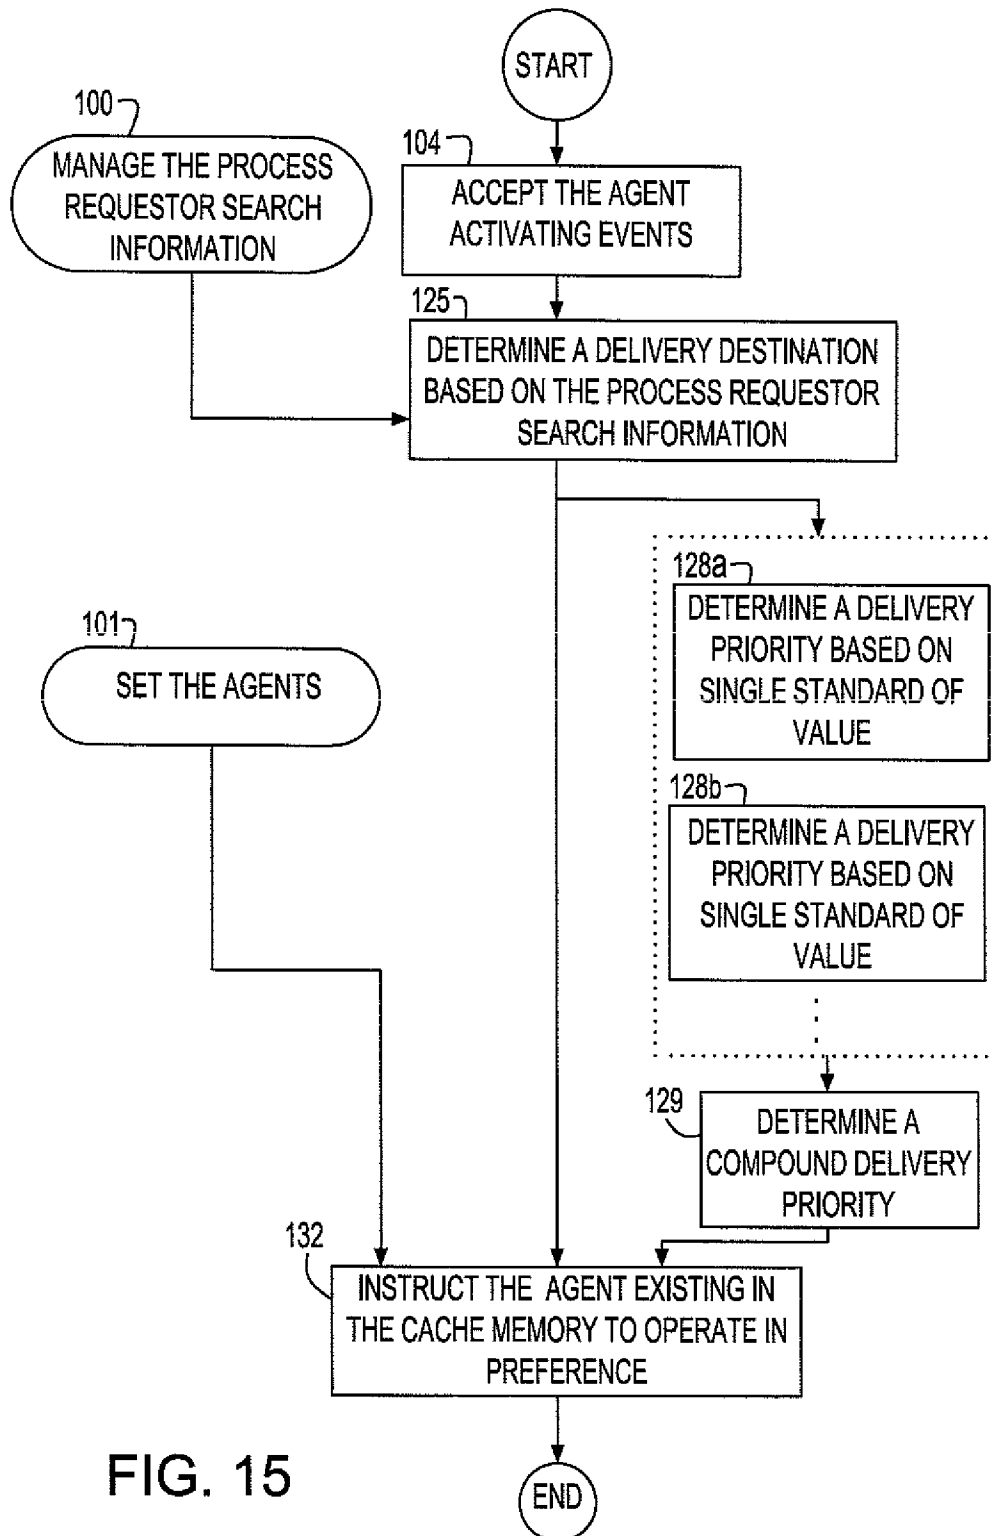 START
100
MANAGE THE PROCESS
REQUESTOR SEARCH
INFORMATION
104
ACCEPT THE AGENT
ACTIVATING EVENTS
125
DETERMINE A DELIVERY DESTINATION
BASED ON THE PROCESS REQUESTOR
SEARCH INFORMATION
128a
DETERMINE A DELIVERY
PRIORITY BASED ON
SINGLE STANDARD OF
VALUE
101
SET THE AGENTS
128b
DETERMINE A DELIVERY
PRIORITY BASED ON
SINGLE STANDARD OF
VALUE
129
DETERMINE A
COMPOUND DELIVERY
PRIORITY
132
INSTRUCT THE AGENT EXISTING IN
THE CACHE MEMORY TO OPERATE IN
PREFERENCE
END
FIG. 15